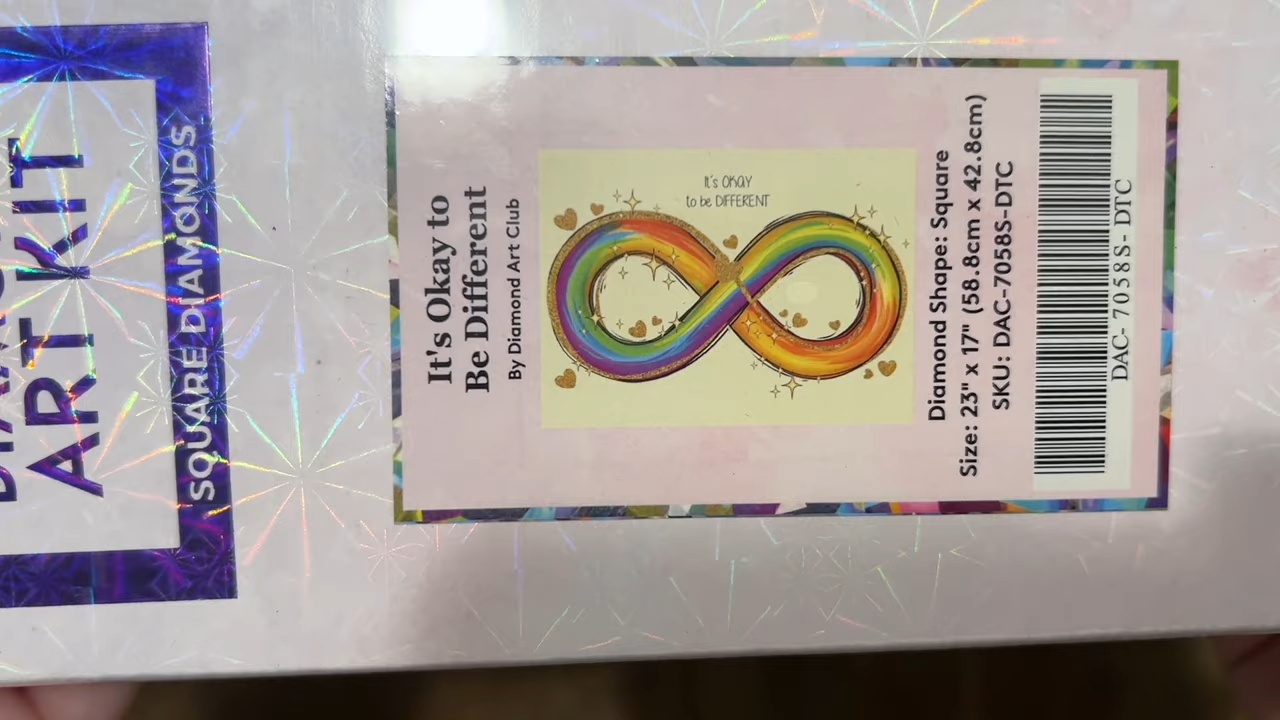 ART KIT
SQUARE DIAMONDS
It's Okay to
Be Different
By Diamond Art Club
It's OKAY
to be DIFFERENT
Diamond Shape: Square
Size: 23" x 17" (58.8cm x 42.8cm)
SKU: DAC-7058S-DTC
DAC- 7058S- DTC